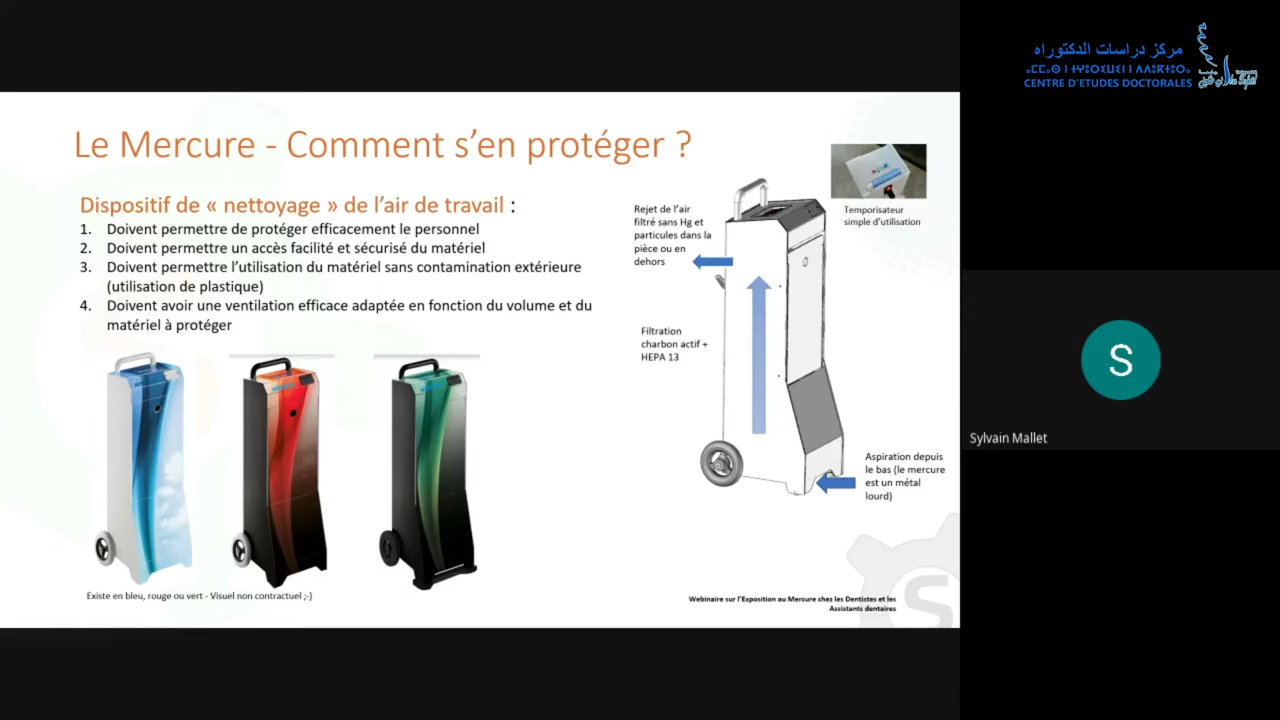 Le Mercure - Comment s'en protéger ?
Dispositif de « nettoyage » de l'air de travail :
1. Doivent permettre de protéger efficacement le personnel
2. Doivent permettre un accès facilité et sécurisé du matériel
3. Doivent permettre l'utilisation du matériel sans contamination extérieure
(utilisation de plastique)
4. Doivent avoir une ventilation efficace adaptée en fonction du volume et du
matériel à protéger
Existe en bleu, rouge ou vert - Visuel non contractuel ;-)
Rejet de l'air
filtré sans Hg et
particules dans la
pièce ou en
dehors
Filtration
charbon actif +
HEPA 13
Temporisateur
simple d'utilisation
Aspiration depuis
le bas (le mercure
est un métal
lourd)
Webinaire sur l'Exposition au Mercure chez les Dentistes et les
Assistants dentaires
مركز دراسات الدكتوراه
CENTRE D'ETUDES DOCTORALES
S
Sylvain Mallet